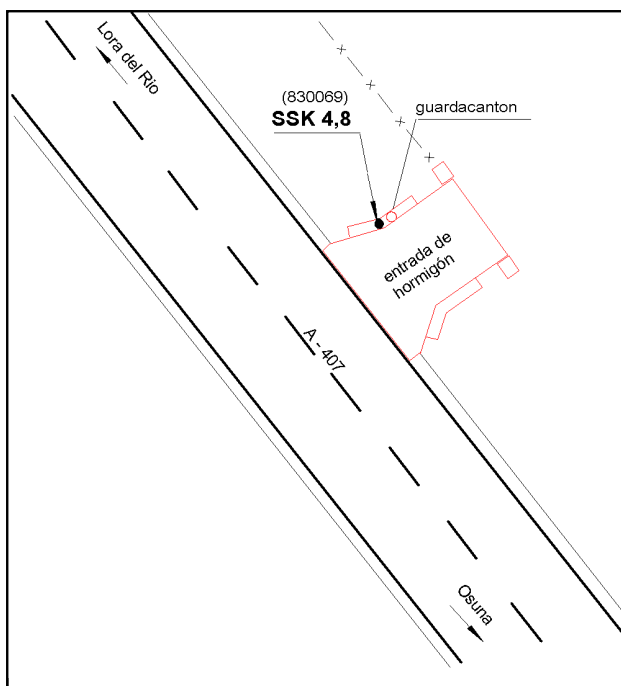 Lora del Rio
(830069)
SSK 4,8
guardacanton
entrada de
hormigón
A - 407
Osuna